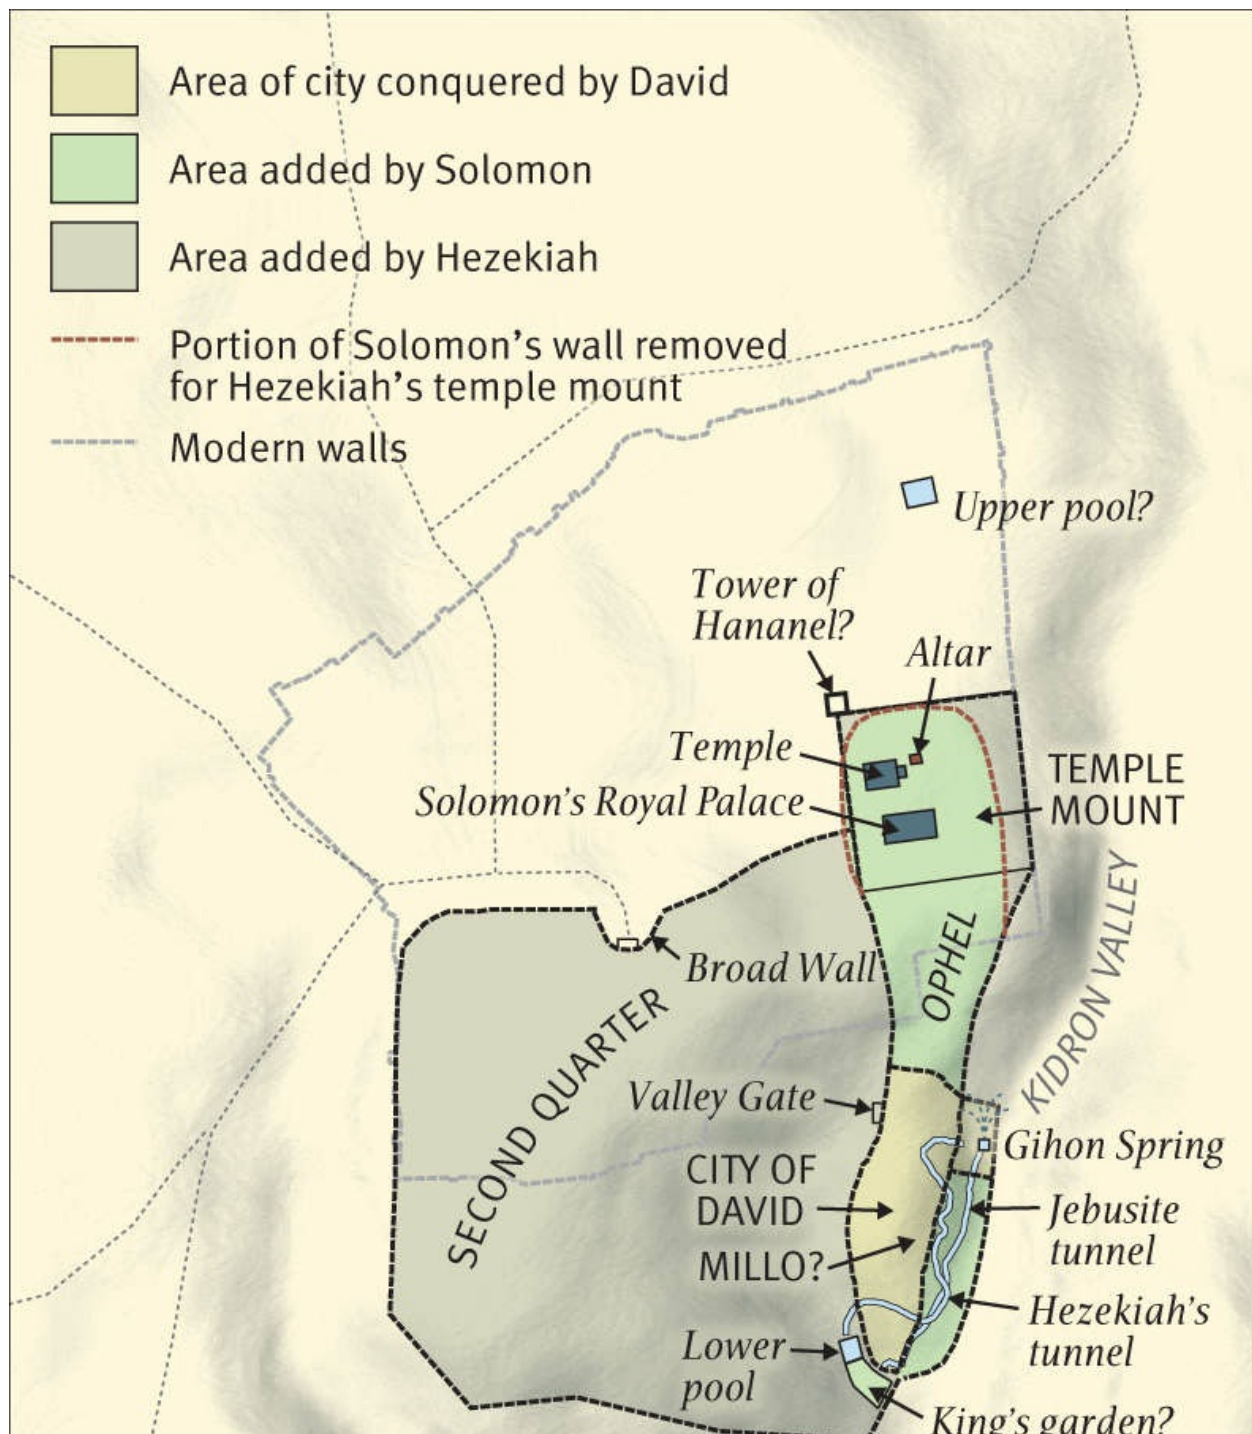 Area of city conquered by David
Area added by Solomon
Area added by Hezekiah
Portion of Solomon’s wall removed
for Hezekiah’s temple mount
Modern walls
Upper pool?
Tower of
Hananel?
Altar
Temple
Solomon’s Royal Palace
TEMPLE
MOUNT
KIDRON VALLEY
Broad Wall
OPHEL
SECOND QUARTER
Valley Gate
Gihon Spring
CITY OF
DAVID
MILLO?
Jebusite
tunnel
Hezekiah’s
tunnel
Lower
pool
King’s garden?